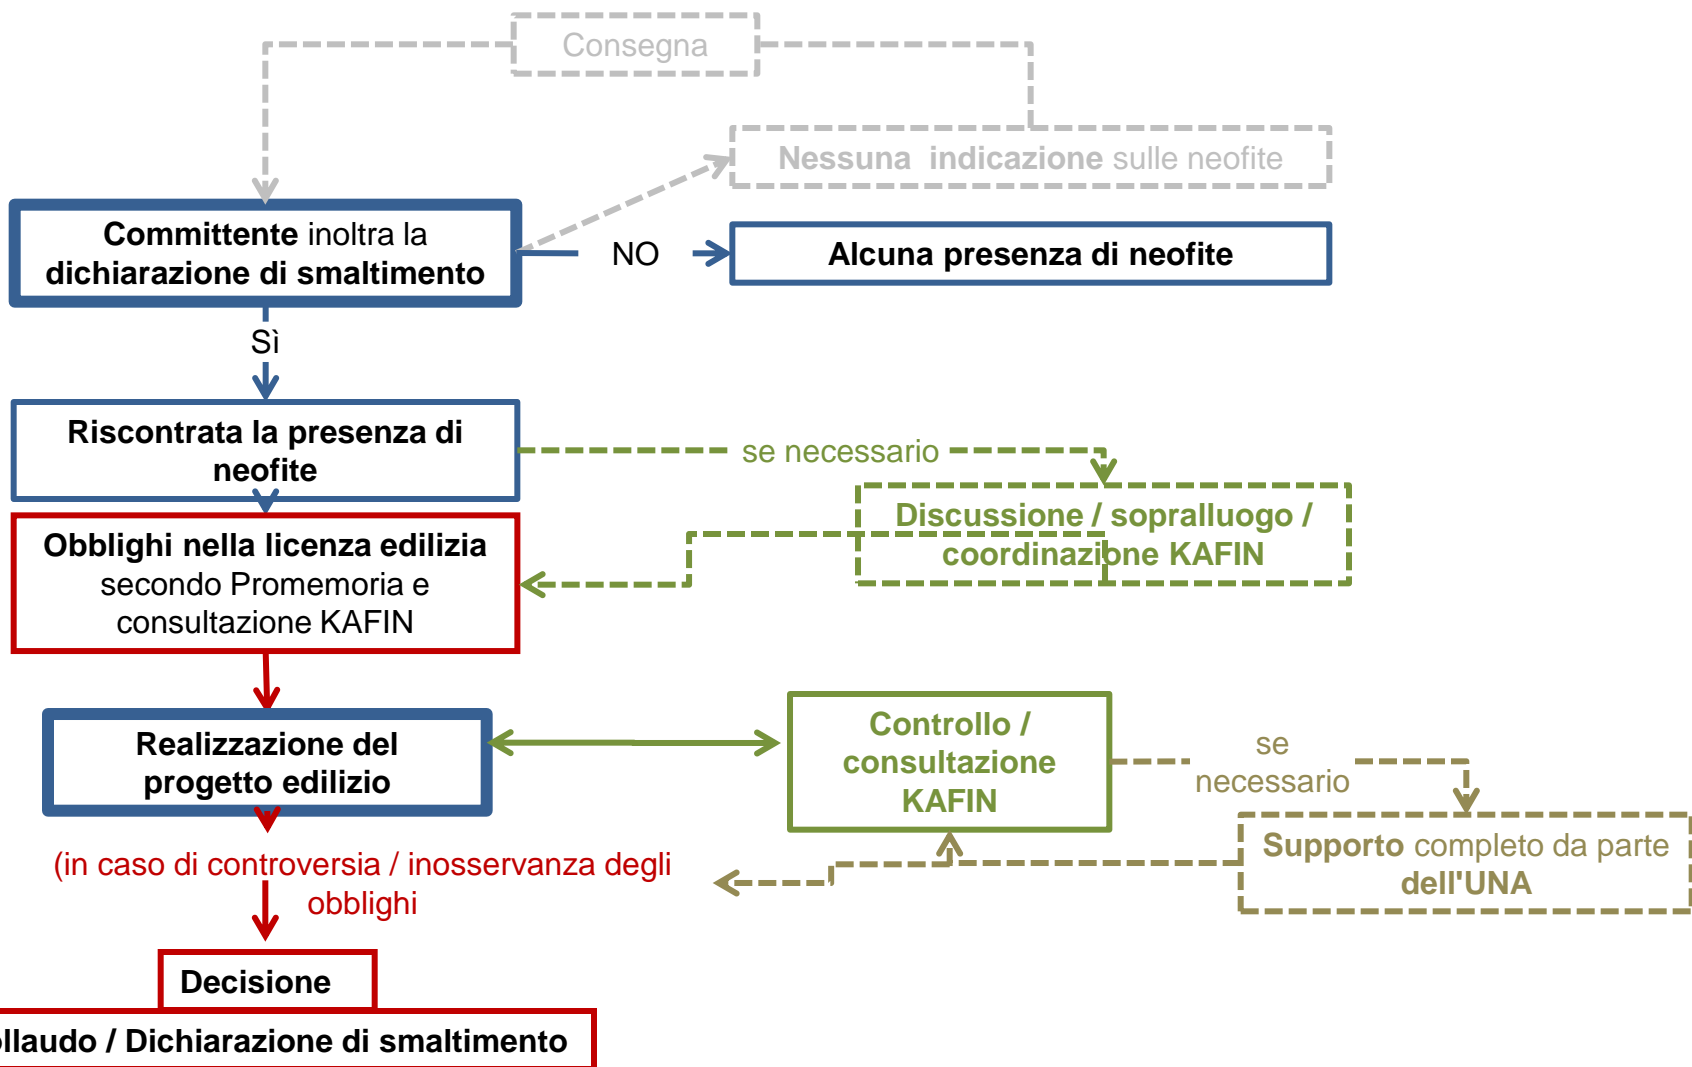 Consegna
Nessuna indicazione sulle neofite
Committente inoltra la
dichiarazione di smaltimento
NO
Alcuna presenza di neofite
Sì
Riscontrata la presenza di
neofite
se necessario
Discussione / sopralluogo /
coordinazione KAFIN
Obblighi nella licenza edilizia
secondo Promemoria e
consultazione KAFIN
Realizzazione del
progetto edilizio
Controllo /
consultazione
KAFIN
se
necessario
Supporto completo da parte
dell'UNA
(in caso di controversia / inosservanza degli
obblighi
Decisione
ollaudo / Dichiarazione di smaltimento